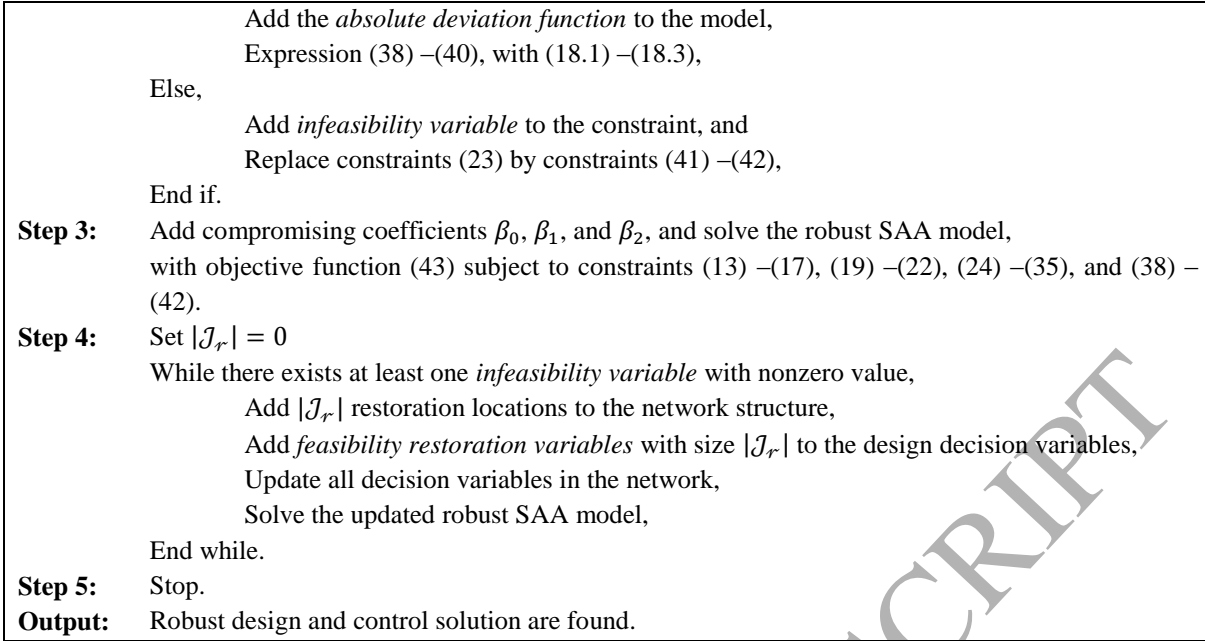 Add the absolute deviation function to the model,
Expression (38) –(40), with (18.1) –(18.3),
Else,
Add infeasibility variable to the constraint, and
Replace constraints (23) by constraints (41) –(42),
End if.
Step 3: Add compromising coefficients β₀, β₁, and β₂, and solve the robust SAA model,
with objective function (43) subject to constraints (13) –(17), (19) –(22), (24) –(35), and (38) –
(42).
Step 4: Set |𝒥ᵣ| = 0
While there exists at least one infeasibility variable with nonzero value,
Add |𝒥ᵣ| restoration locations to the network structure,
Add feasibility restoration variables with size |𝒥ᵣ| to the design decision variables,
Update all decision variables in the network,
Solve the updated robust SAA model,
End while.
Step 5: Stop.
Output: Robust design and control solution are found.
SCRIPT